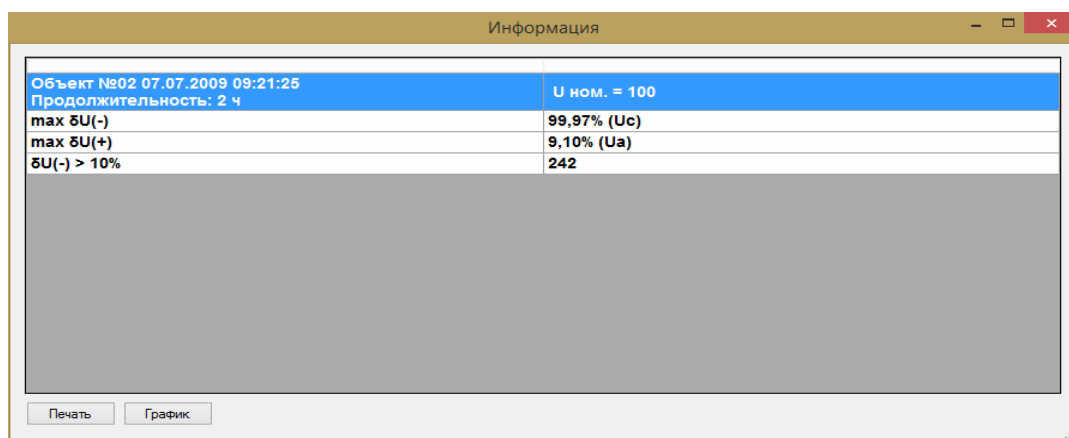 Информация
Объект №02 07.07.2009 09:21:25
Продолжительность: 2 ч
U ном. = 100
max δU(-)
99,97% (Uc)
max δU(+)
9,10% (Ua)
δU(-) > 10%
242
Печать
График